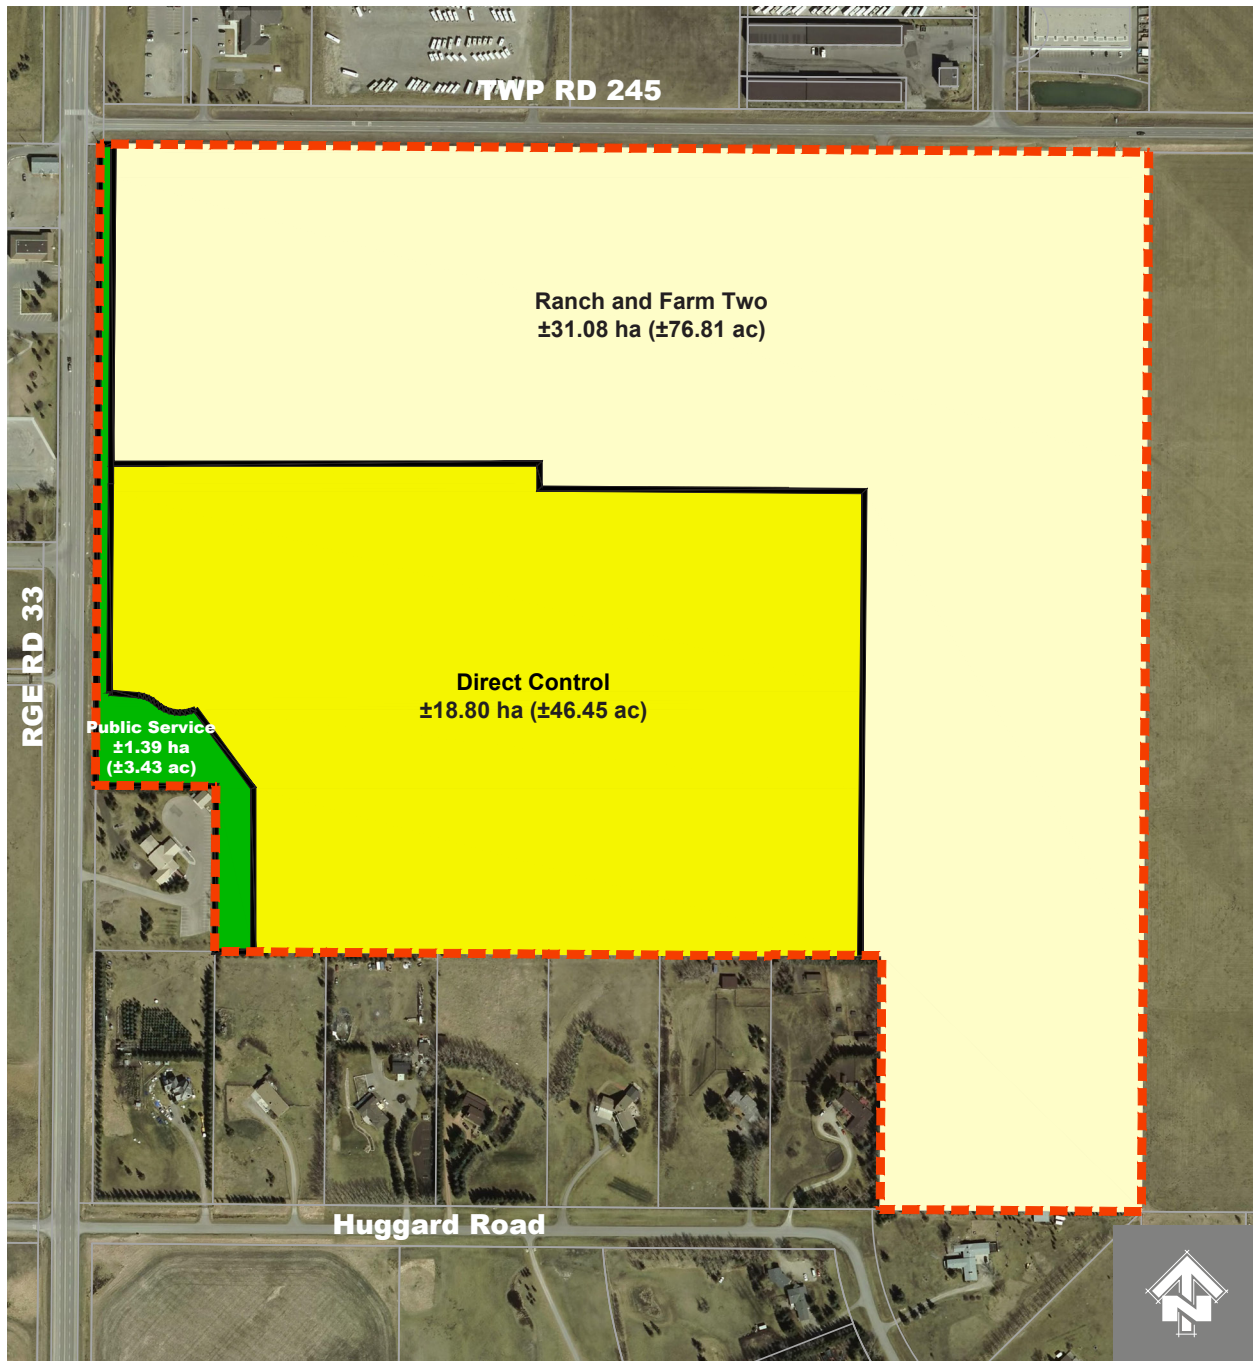 TWP RD 245
Ranch and Farm Two
±31.08 ha (±76.81 ac)
RGE RD 33
Direct Control
±18.80 ha (±46.45 ac)
Public Service
±1.39 ha
(±3.43 ac)
Huggard Road
N